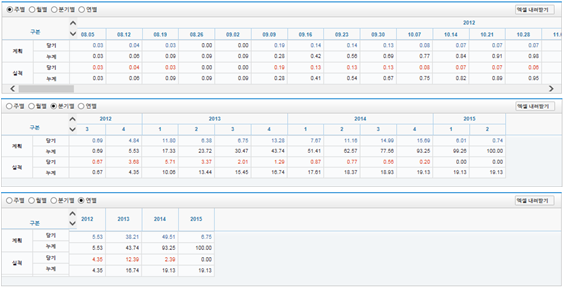 주별 월별 분기별 연별 엑셀 내려받기
구분 2012
08.05 08.12 08.19 08.26 09.02 09.09 09.16 09.23 09.30 10.07 10.14 10.21 10.28
계획 당기 0.03 0.04 0.03 0.00 0.00 0.19 0.14 0.14 0.13 0.08 0.07 0.07 0.07
누계 0.03 0.06 0.09 0.09 0.09 0.28 0.42 0.56 0.69 0.77 0.84 0.91 0.98
실적 당기 0.03 0.04 0.03 0.00 0.00 0.19 0.13 0.13 0.13 0.08 0.07 0.07 0.06
누계 0.03 0.06 0.09 0.09 0.09 0.28 0.41 0.54 0.67 0.75 0.82 0.89 0.95
주별 월별 분기별 연별 엑셀 내려받기
구분 2012 2013 2014 2015
3 4 1 2 3 4 1 2 3 4 1 2
계획 당기 0.69 4.84 11.80 6.38 6.76 13.28 7.67 11.16 14.99 15.69 6.01 0.74
누계 0.69 5.53 17.33 23.72 30.47 43.74 51.41 62.57 77.56 93.25 99.26 100.00
실적 당기 0.67 3.68 5.71 3.37 2.01 1.29 0.87 0.77 0.56 0.20 0.00 0.00
누계 0.67 4.35 10.06 13.44 15.45 16.74 17.61 18.37 18.93 19.13 19.13 19.13
주별 월별 분기별 연별 엑셀 내려받기
구분 2012 2013 2014 2015
계획 당기 5.53 38.21 49.51 6.75
누계 5.53 43.74 93.25 100.00
실적 당기 4.35 12.39 2.39 0.00
누계 4.35 16.74 19.13 19.13